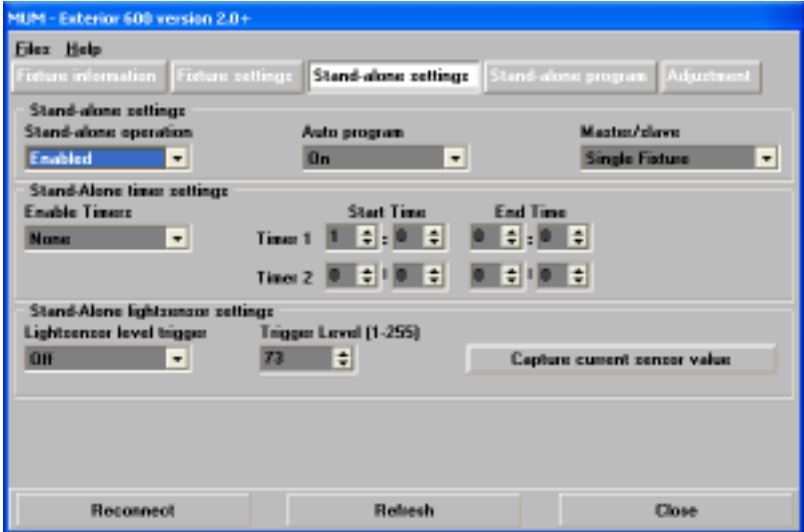 MUM - Exterior 600 version 2.0+
Files Help
Fixture information Fixture settings Stand-alone settings Stand-alone program Adjustment
Stand-alone settings
Stand-alone operation Auto program Master/slave
Enabled On Single Fixture
Stand-Alone timer settings
Enable Timers Start Time End Time
None Timer 1 1 : 0 0 : 0
Timer 2 0 : 0 0 : 0
Stand-Alone lightsensor settings
Lightsensor level trigger Trigger Level (1-255)
Off 73 Capture current sensor value
Reconnect Refresh Close